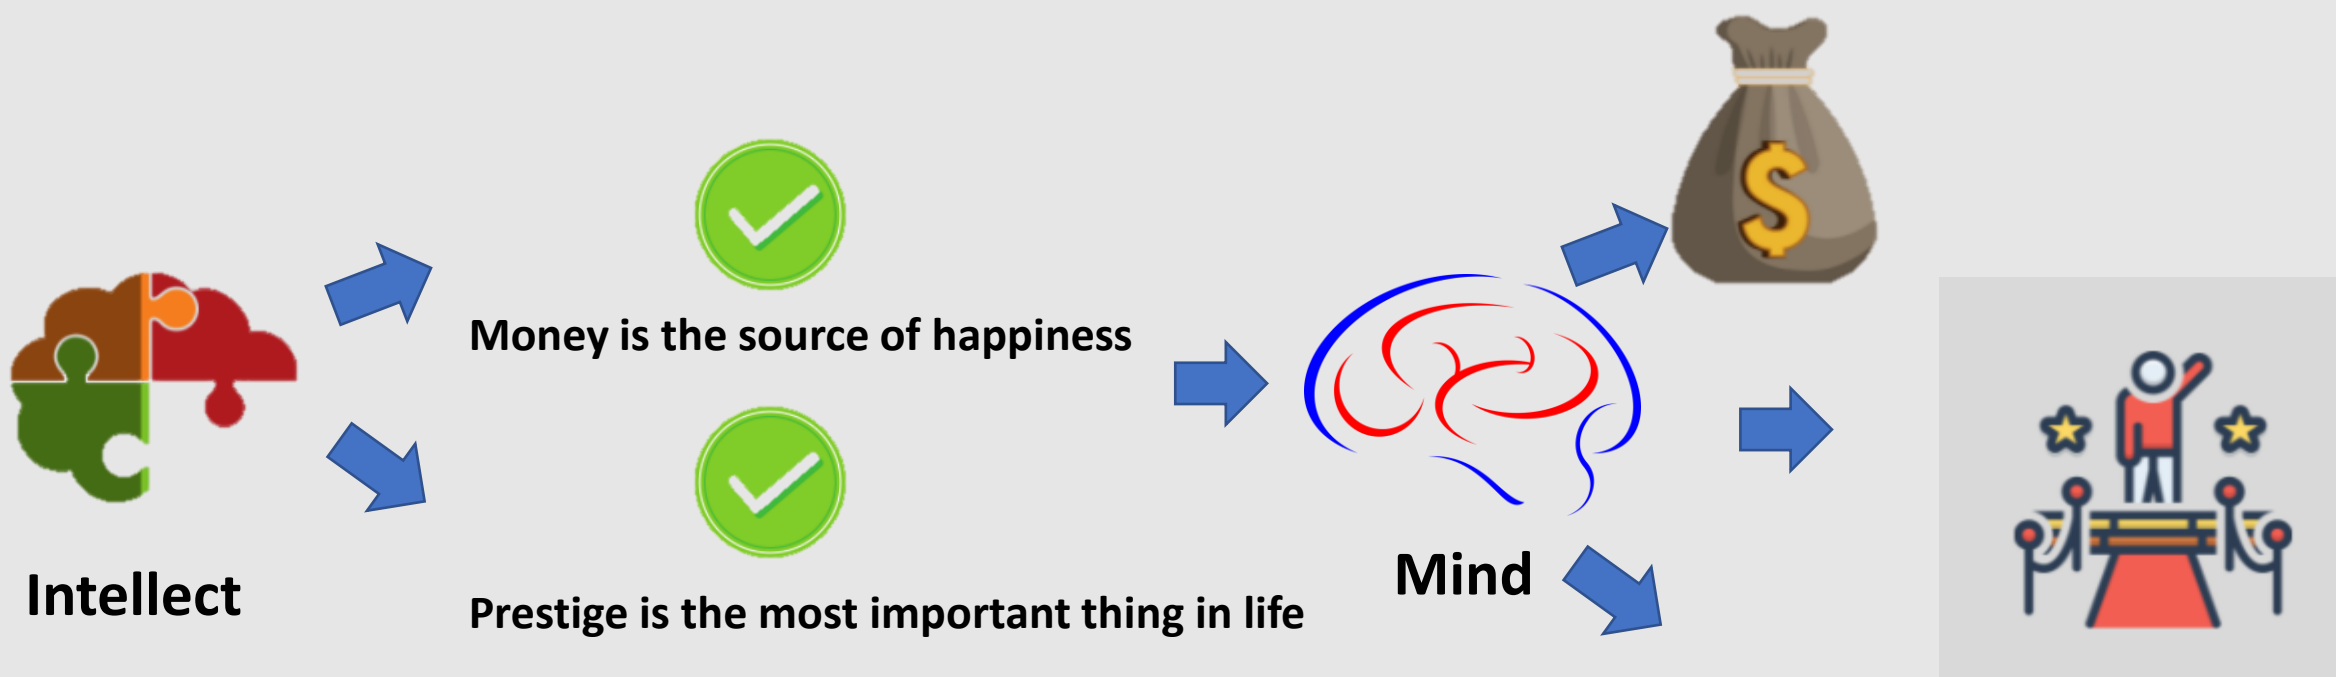 Money is the source of happiness
Intellect
Prestige is the most important thing in life
Mind
$